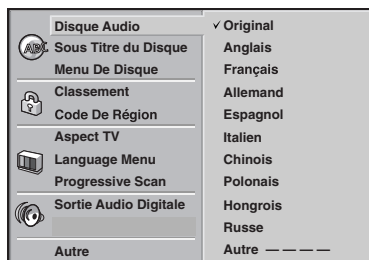 Disque Audio
Sous Titre du Disque
Menu De Disque
Classement
Code De Région
Aspect TV
Language Menu
Progressive Scan
Sortie Audio Digitale
Autre
✓ Original
Anglais
Français
Allemand
Espagnol
Italien
Chinois
Polonais
Hongrois
Russe
Autre — — — —
ABC